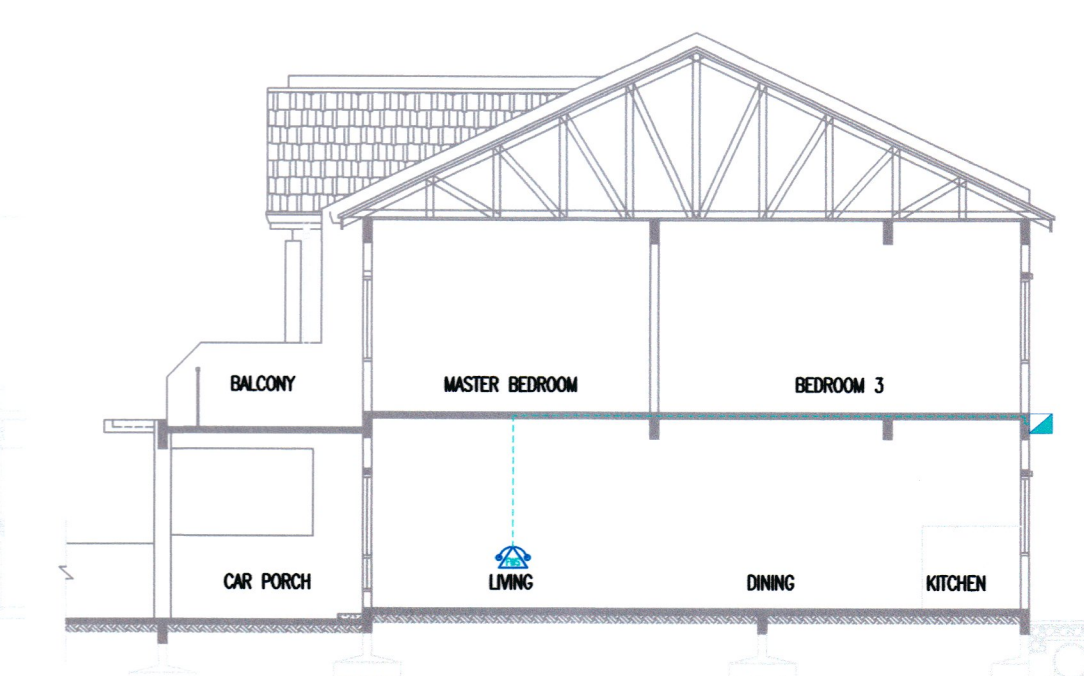 BALCONY
MASTER BEDROOM
BEDROOM 3
CAR PORCH
LIVING
DINING
KITCHEN